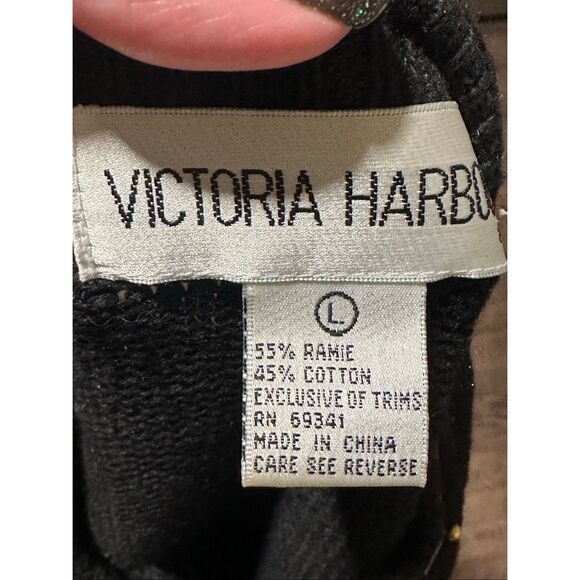 VICTORIA HARBO
L
55% RAMIE
45% COTTON
EXCLUSIVE OF TRIMS
RN 69341
MADE IN CHINA
CARE SEE REVERSE